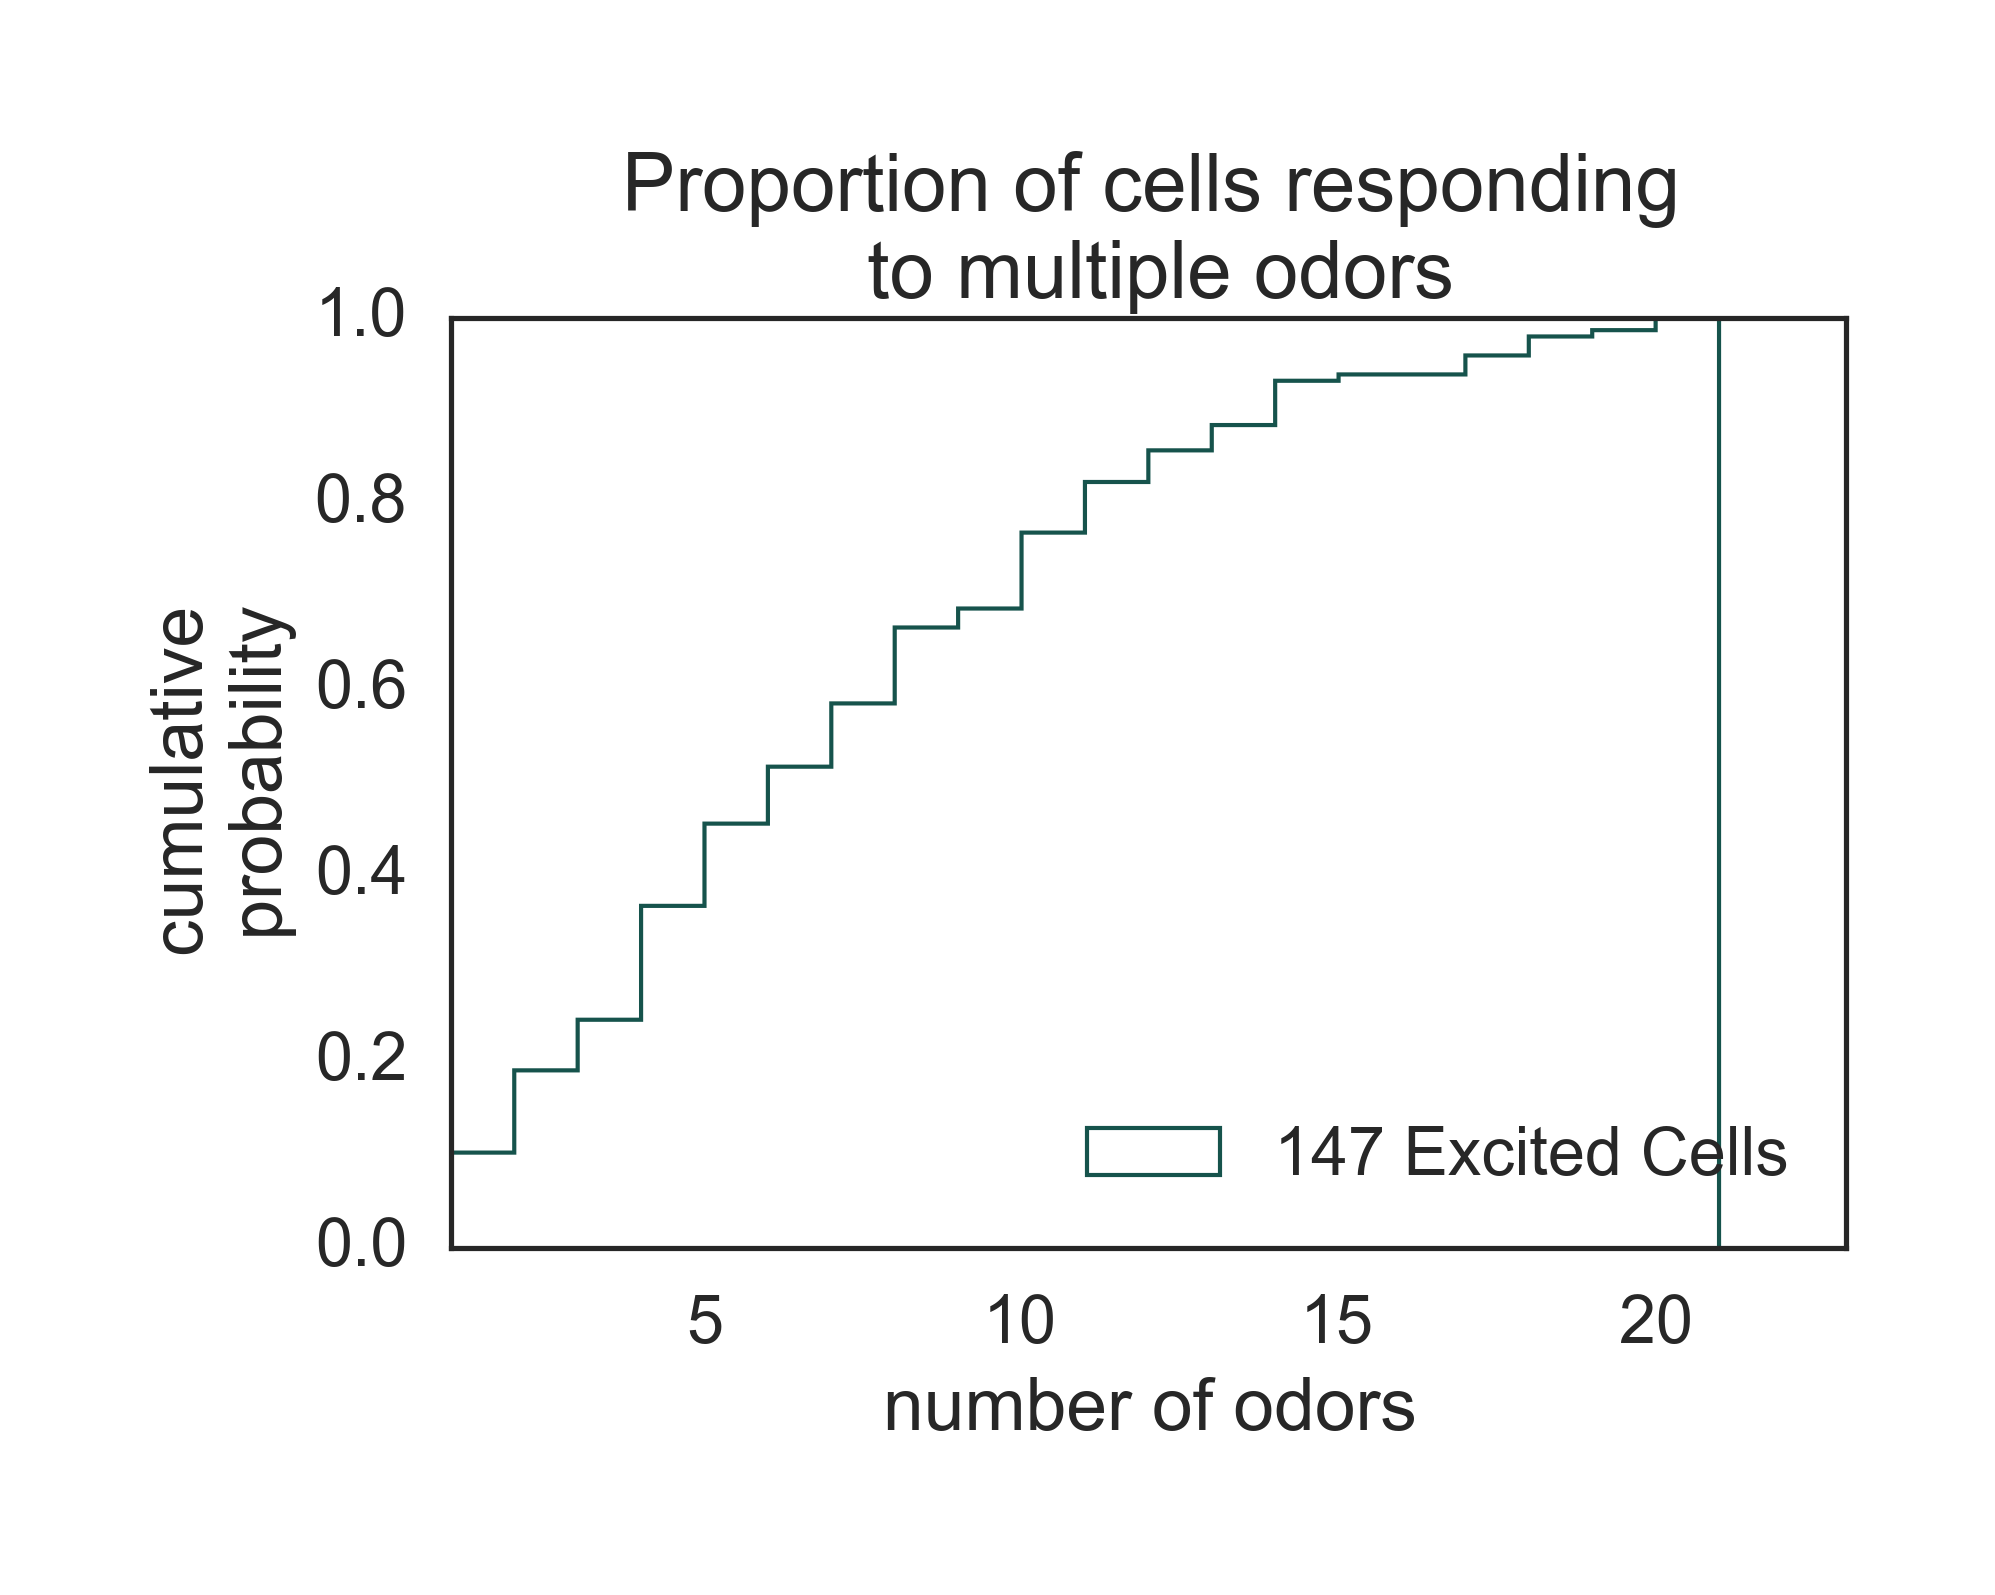 Proportion of cells responding
to multiple odors
1.0
0.8
0.6
0.4
0.2
0.0
cumulative
probability
147 Excited Cells
5
10
15
20
number of odors